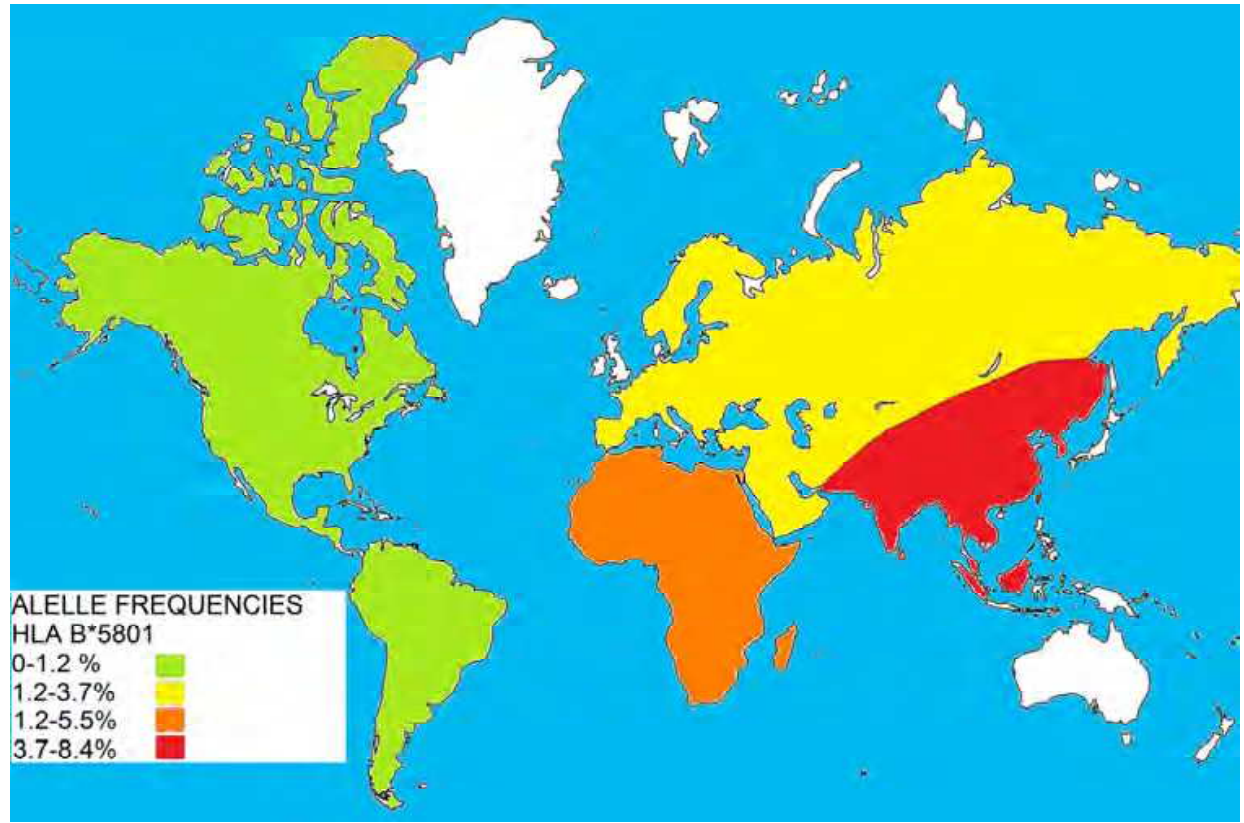 ALELLE FREQUENCIES
HLA B*5801
0-1.2 %
1.2-3.7%
1.2-5.5%
3.7-8.4%